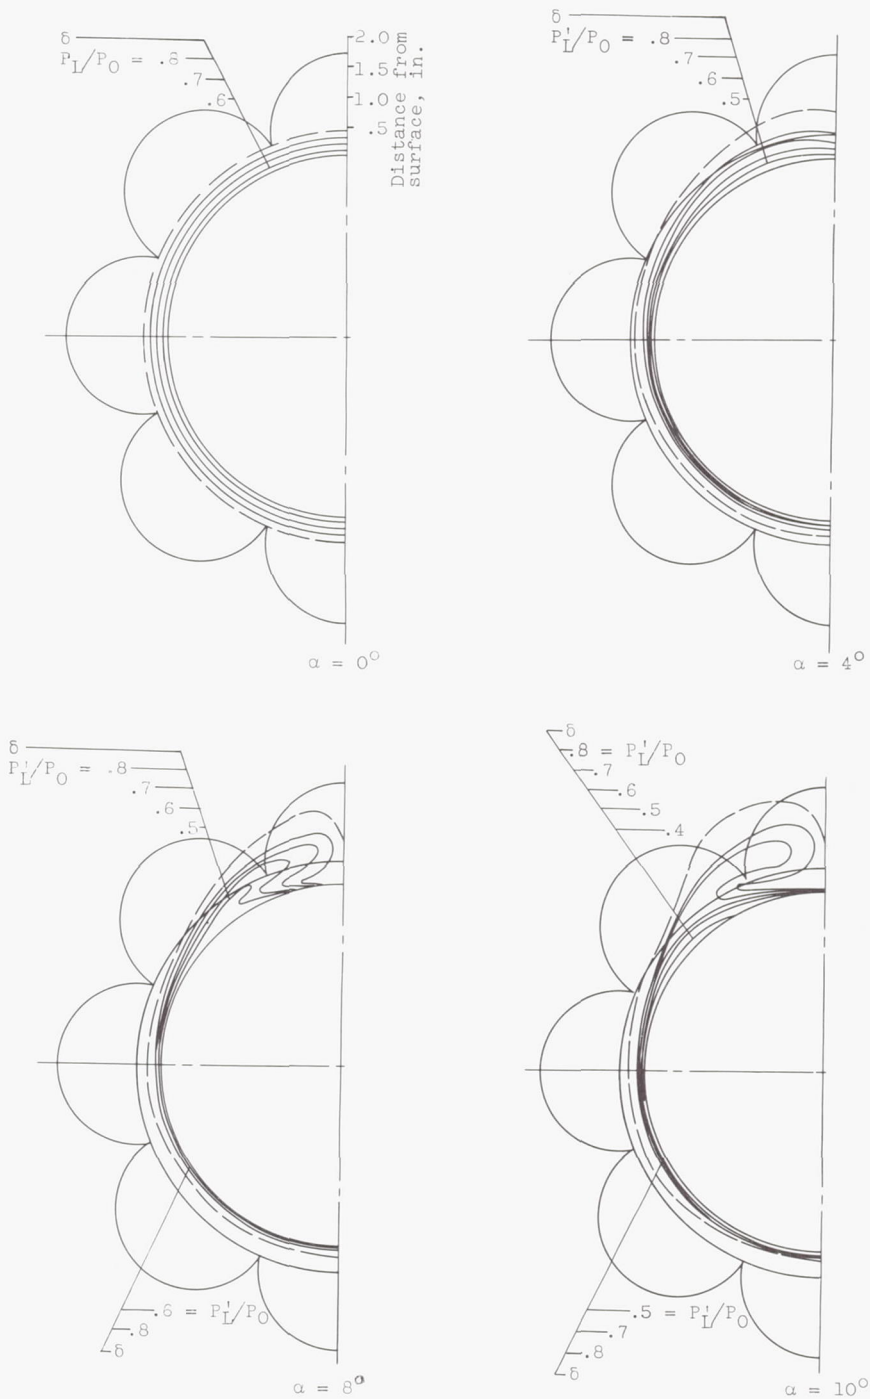 δ
P_L/P_O = .8
.7
.6
2.0
1.5
1.0
.5
Distance from
surface, in.
α = 0°
δ
P'_L/P_O = .8
.7
.6
.5
α = 4°
δ
P'_L/P_O = .8
.7
.6
.5
.6 = P'_L/P_O
.8
δ
α = 8°
δ
.8 = P'_L/P_O
.7
.6
.5
.4
.5 = P'_L/P_O
.7
.8
δ
α = 10°